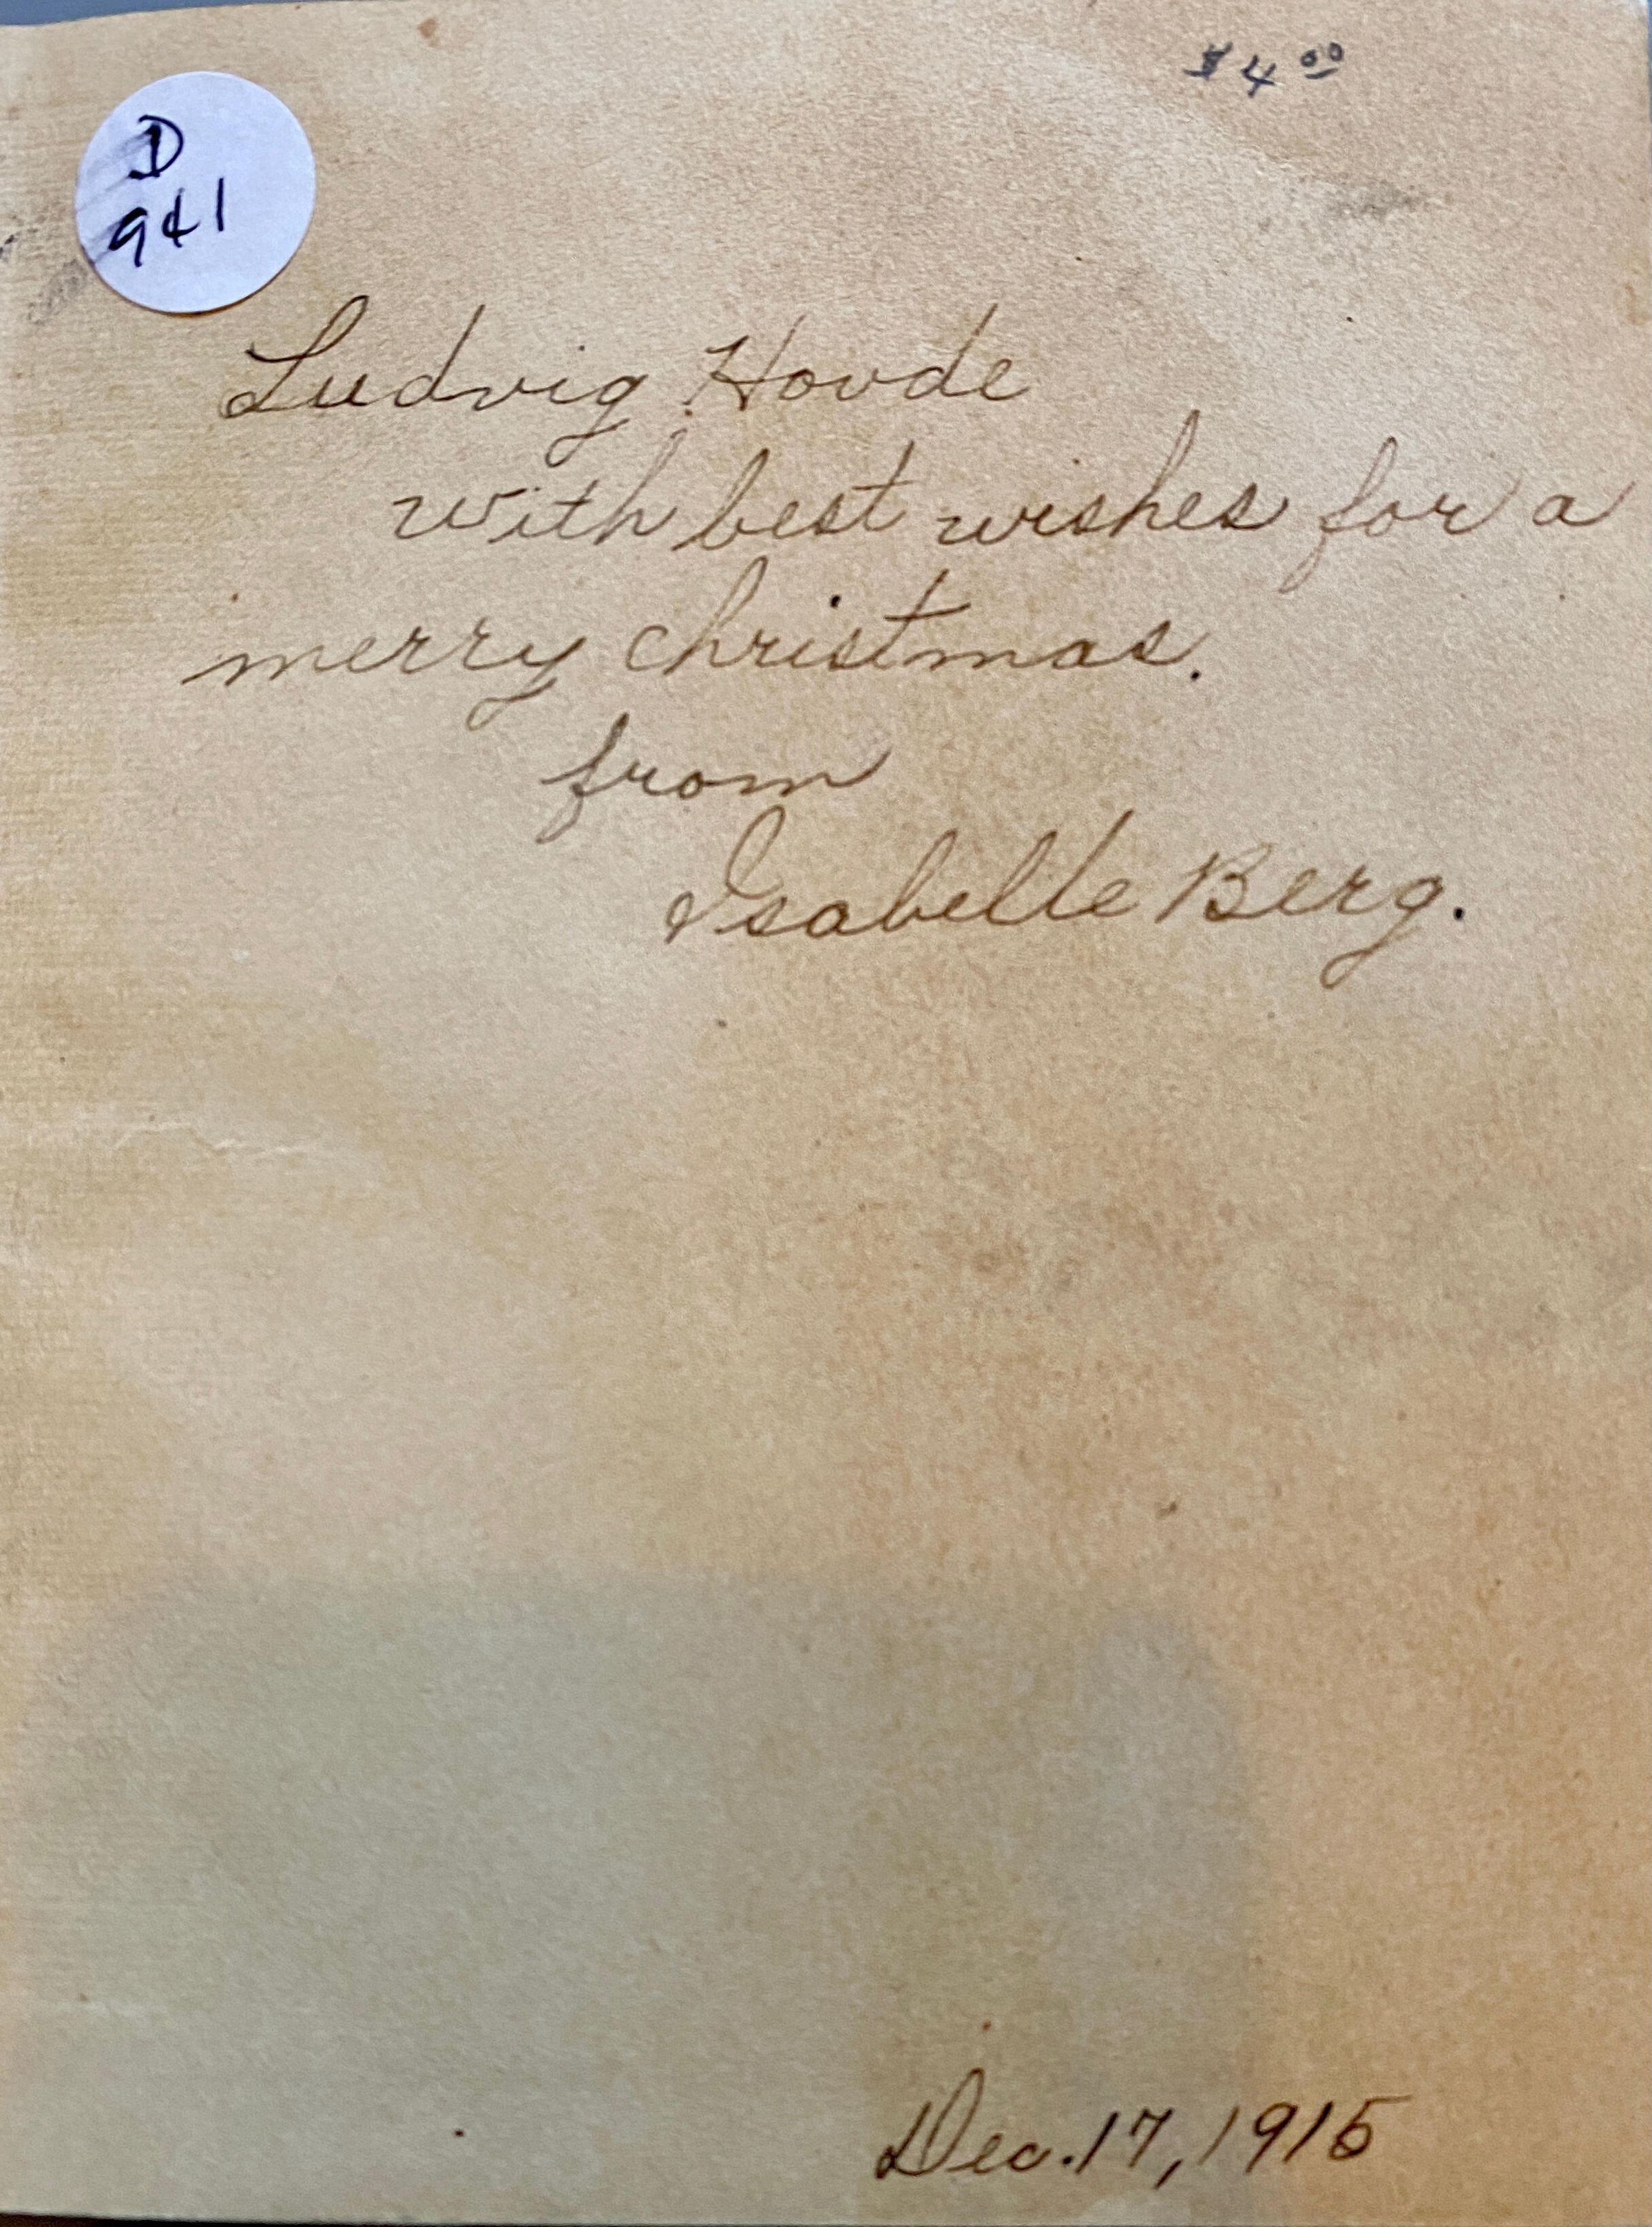 $4.00
D
941
Ludvig Hovde
with best wishes for a
merry christmas.
from
Isabelle Berg.
Dec. 17, 1915